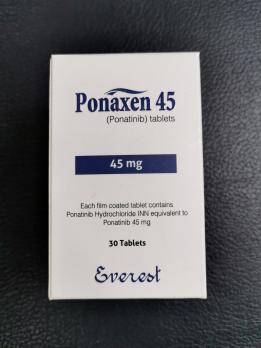 Ponaxen 45
(Ponatinib) tablets
45 mg
Each film coated tablet contains
Ponatinib Hydrochloride INN equivalent to
Ponatinib 45 mg
30 Tablets
Everest